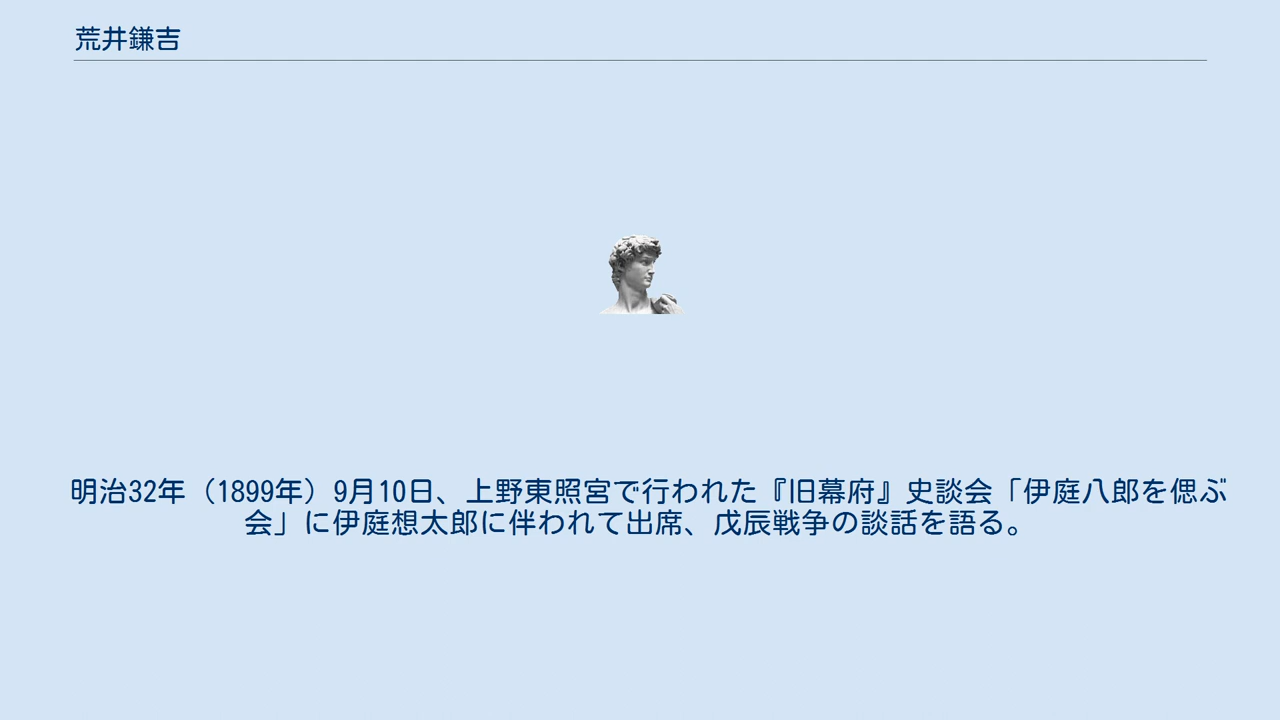 荒井鎌吉
明治32年（1899年）9月10日、上野東照宮で行われた『旧幕府』史談会「伊庭八郎を偲ぶ
会」に伊庭想太郎に伴われて出席、戊辰戦争の談話を語る。